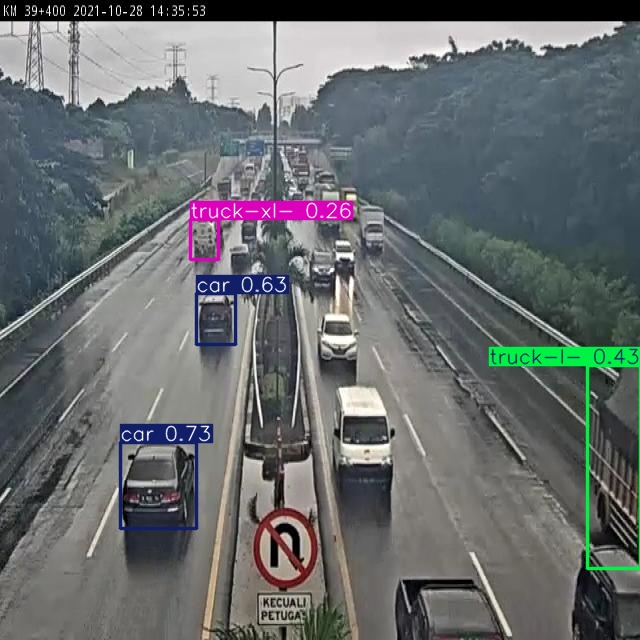 KM 39+400 2021-10-28 14:35:53
truck-xl- 0.26
car 0.63
truck-l- 0.43
car 0.73
KECUALI
PETUGAS